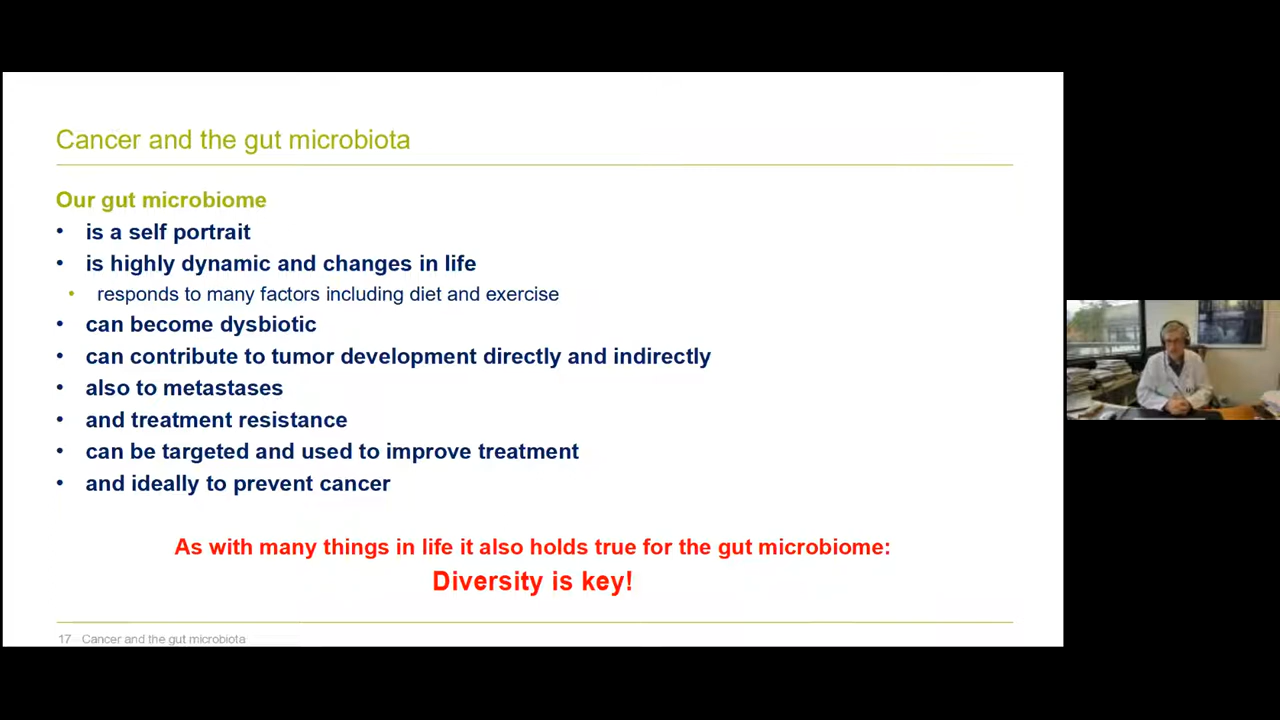 Cancer and the gut microbiota
Our gut microbiome
• is a self portrait
• is highly dynamic and changes in life
• responds to many factors including diet and exercise
• can become dysbiotic
• can contribute to tumor development directly and indirectly
• also to metastases
• and treatment resistance
• can be targeted and used to improve treatment
• and ideally to prevent cancer
As with many things in life it also holds true for the gut microbiome:
Diversity is key!
17 Cancer and the gut microbiota